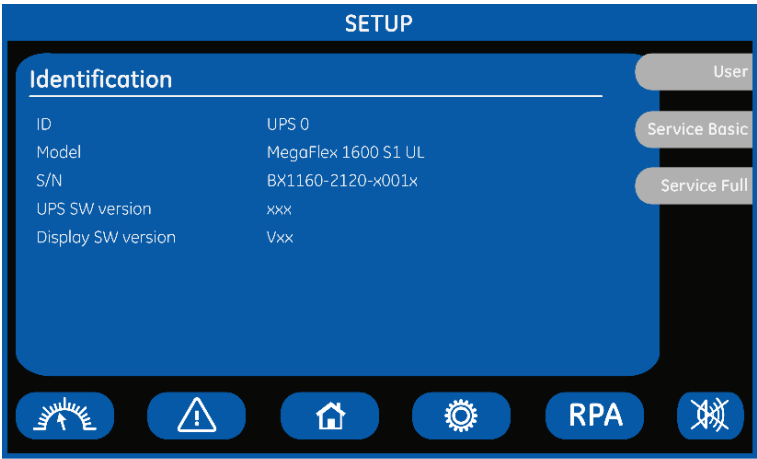 SETUP
Identification
ID UPS 0
Model MegaFlex 1600 S1 UL
S/N BX1160-2120-x001x
UPS SW version xxx
Display SW version Vxx
User
Service Basic
Service Full
RPA